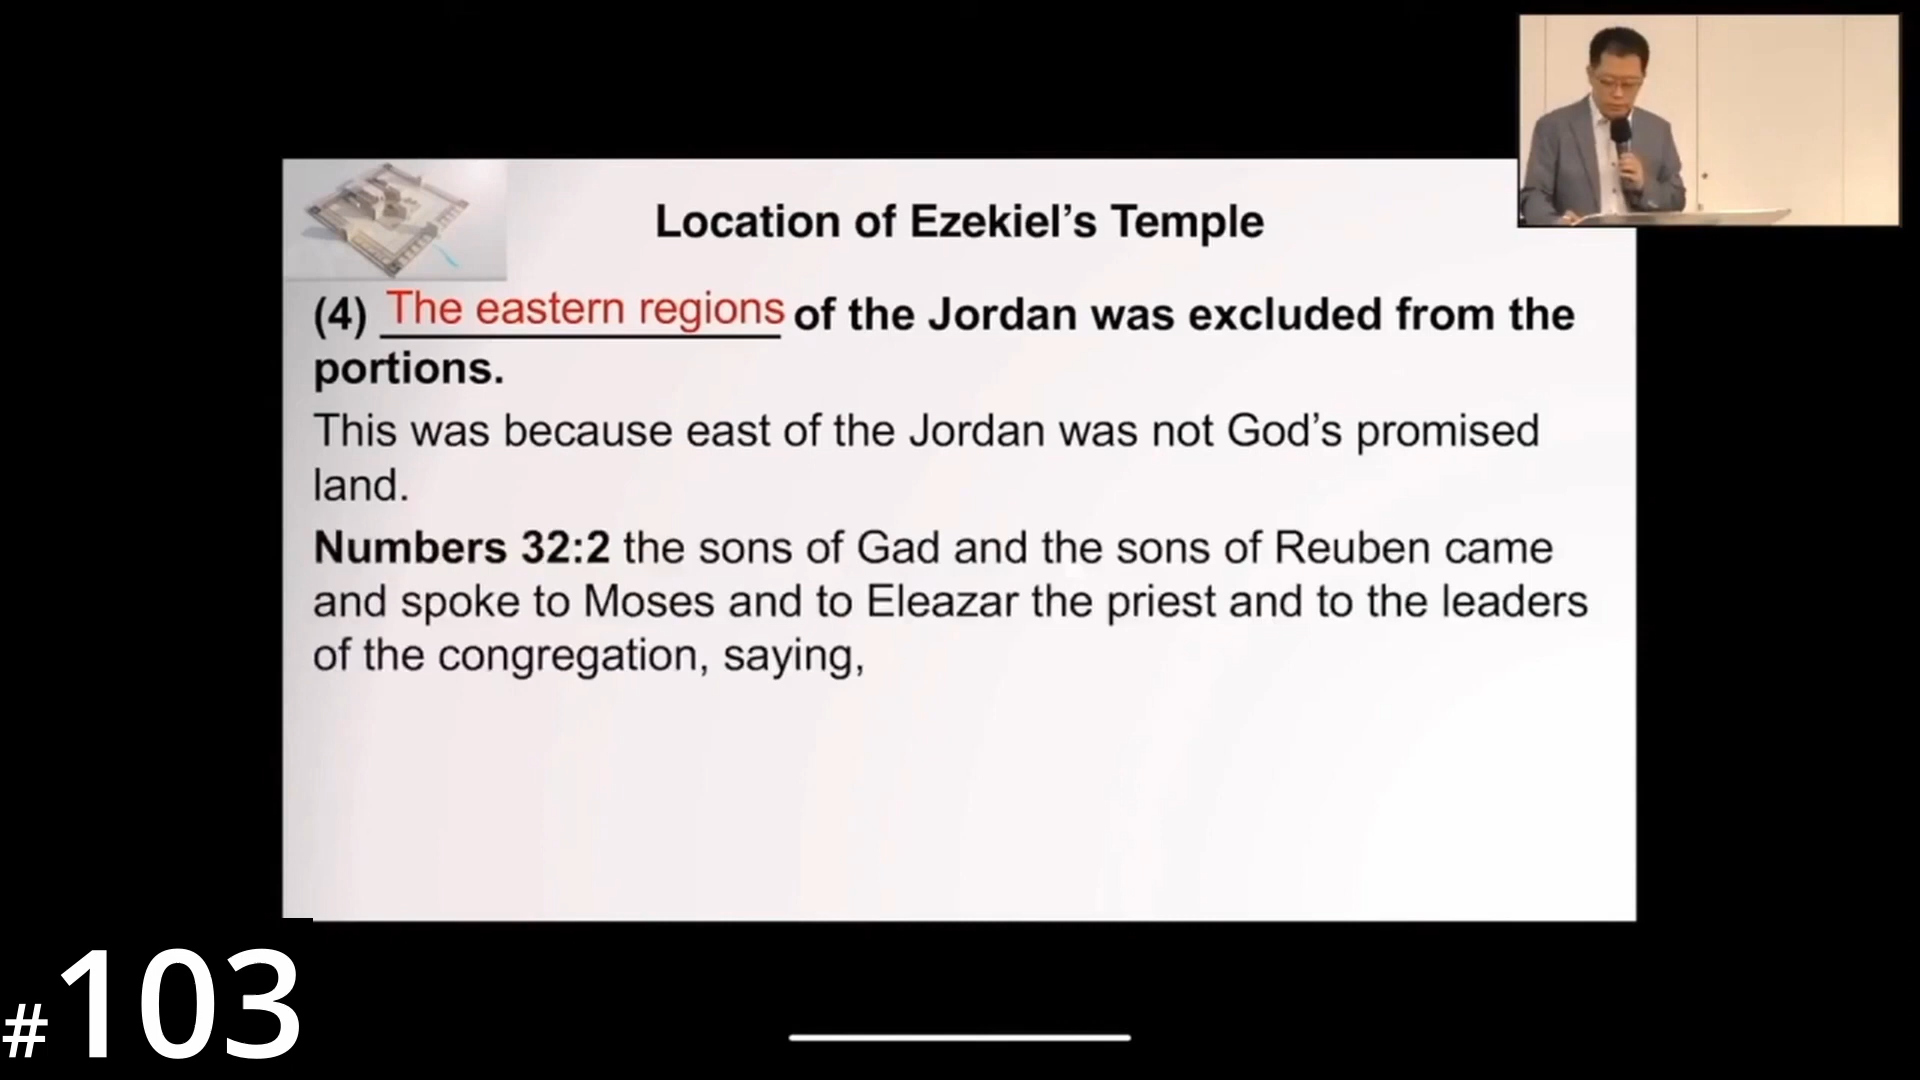 Location of Ezekiel’s Temple
(4) The eastern regions of the Jordan was excluded from the
portions.
This was because east of the Jordan was not God’s promised
land.
Numbers 32:2 the sons of Gad and the sons of Reuben came
and spoke to Moses and to Eleazar the priest and to the leaders
of the congregation, saying,
#103